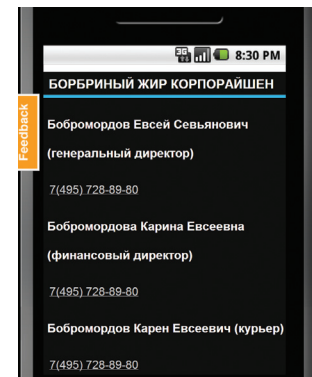 3G
8:30 PM
БОРБРИНЫЙ ЖИР КОРПОРАЙШЕН
Feedback
Бобромордов Евсей Севьянович
(генеральный директор)
7(495) 728-89-80
Бобромордова Карина Евсеевна
(финансовый директор)
7(495) 728-89-80
Бобромордов Карен Евсеевич (курьер)
7(495) 728-89-80